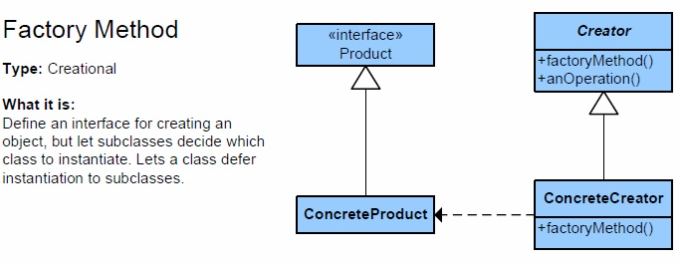 Factory Method
Type: Creational
What it is:
Define an interface for creating an
object, but let subclasses decide which
class to instantiate. Lets a class defer
instantiation to subclasses.
«interface»
Product
Creator
+factoryMethod()
+anOperation()
ConcreteProduct
ConcreteCreator
+factoryMethod()